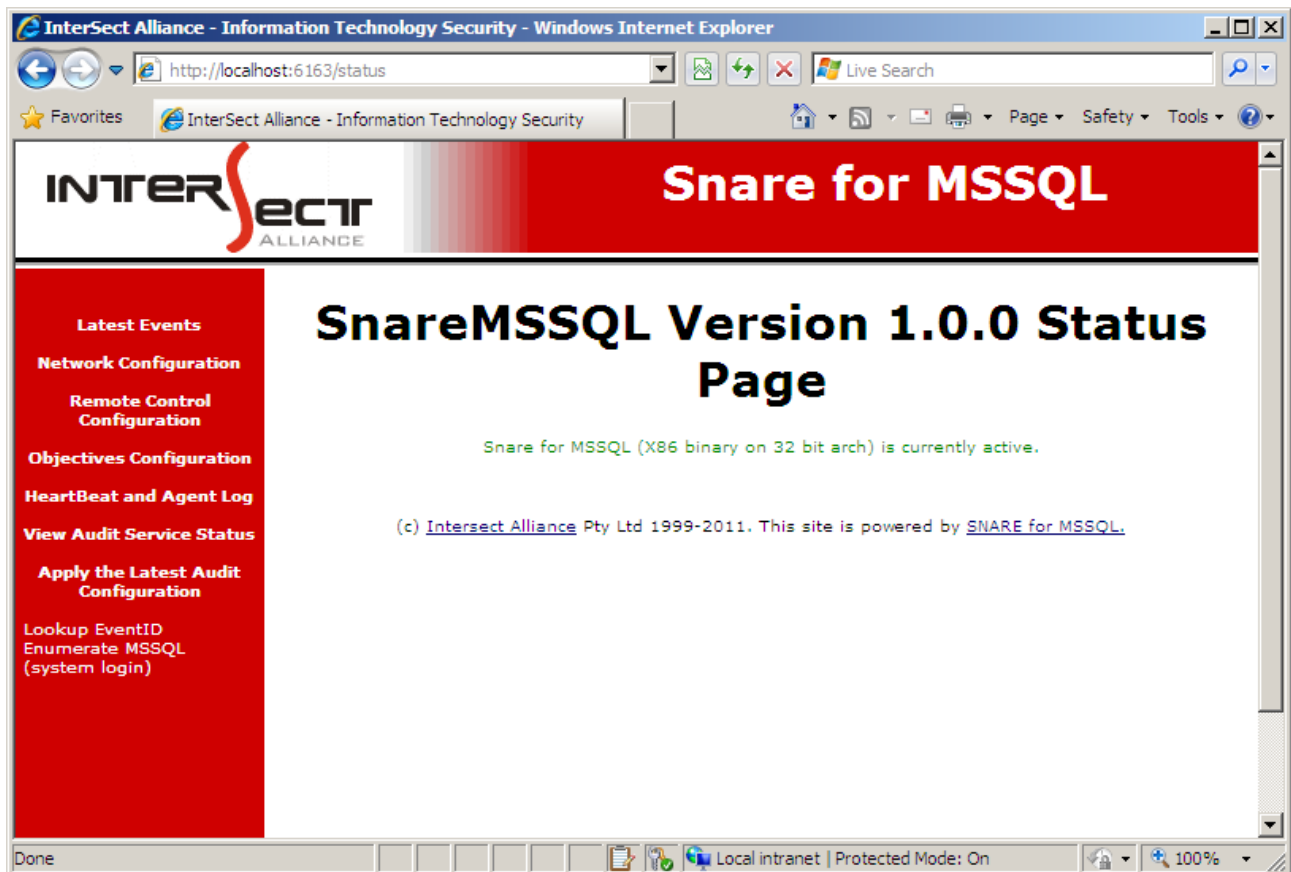 InterSect Alliance - Information Technology Security - Windows Internet Explorer
http://localhost:6163/status
Live Search
Favorites
InterSect Alliance - Information Technology Security
Page
Safety
Tools
INTERSECT
ALLIANCE
Snare for MSSQL
Latest Events
Network Configuration
Remote Control
Configuration
Objectives Configuration
HeartBeat and Agent Log
View Audit Service Status
Apply the Latest Audit
Configuration
Lookup EventID
Enumerate MSSQL
(system login)
SnareMSSQL Version 1.0.0 Status
Page
Snare for MSSQL (X86 binary on 32 bit arch) is currently active.
(c) Intersect Alliance Pty Ltd 1999-2011. This site is powered by SNARE for MSSQL.
Done
Local intranet | Protected Mode: On
100%